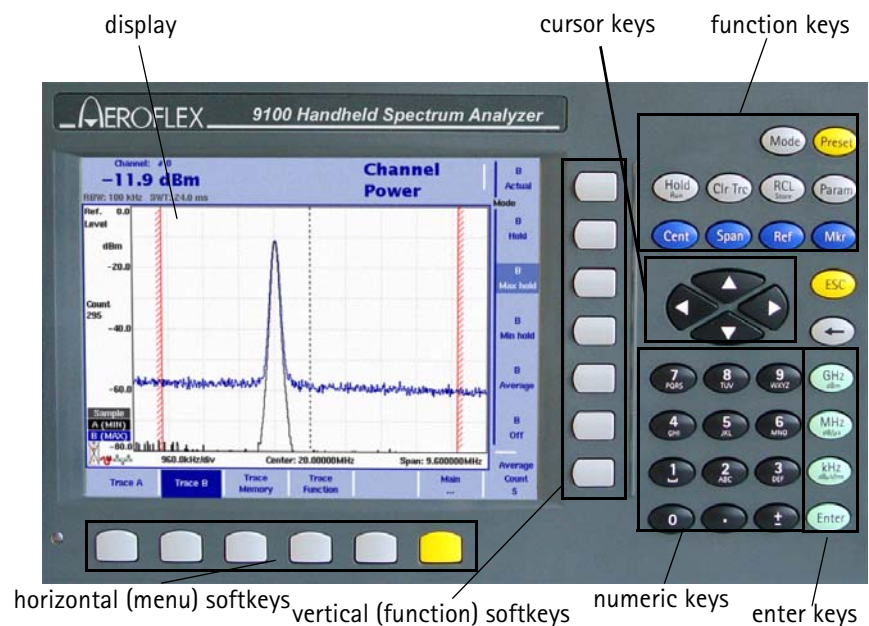 display
cursor keys
function keys
AEROFLEX
9100 Handheld Spectrum Analyzer
Channel: # 0
-11.9 dBm
RBW: 100 kHz SWT: 24.0 ms
Channel
Power
B
Actual
Mode
B
Hold
B
Max hold
B
Min hold
B
Average
B
Off
Average
Count
5
Ref. 0.0
Level
dBm
-20.0
Count
295
-40.0
-60.0
Sample
A (MIN)
B (MAX)
-80.0
960.0kHz/div
Center: 20.00000MHz
Span: 9.600000MHz
Trace A
Trace B
Trace
Memory
Trace
Function
Main
...
Mode
Preset
Hold
Run
Clr Trc
RCL
Store
Param
Cent
Span
Ref
Mkr
ESC
7
PQRS
8
TUV
9
WXYZ
GHz
dBm
4
GHI
5
JKL
6
MNO
MHz
1
2
ABC
3
DEF
kHz
0
.
±
Enter
horizontal (menu) softkeys
vertical (function) softkeys
numeric keys
enter keys